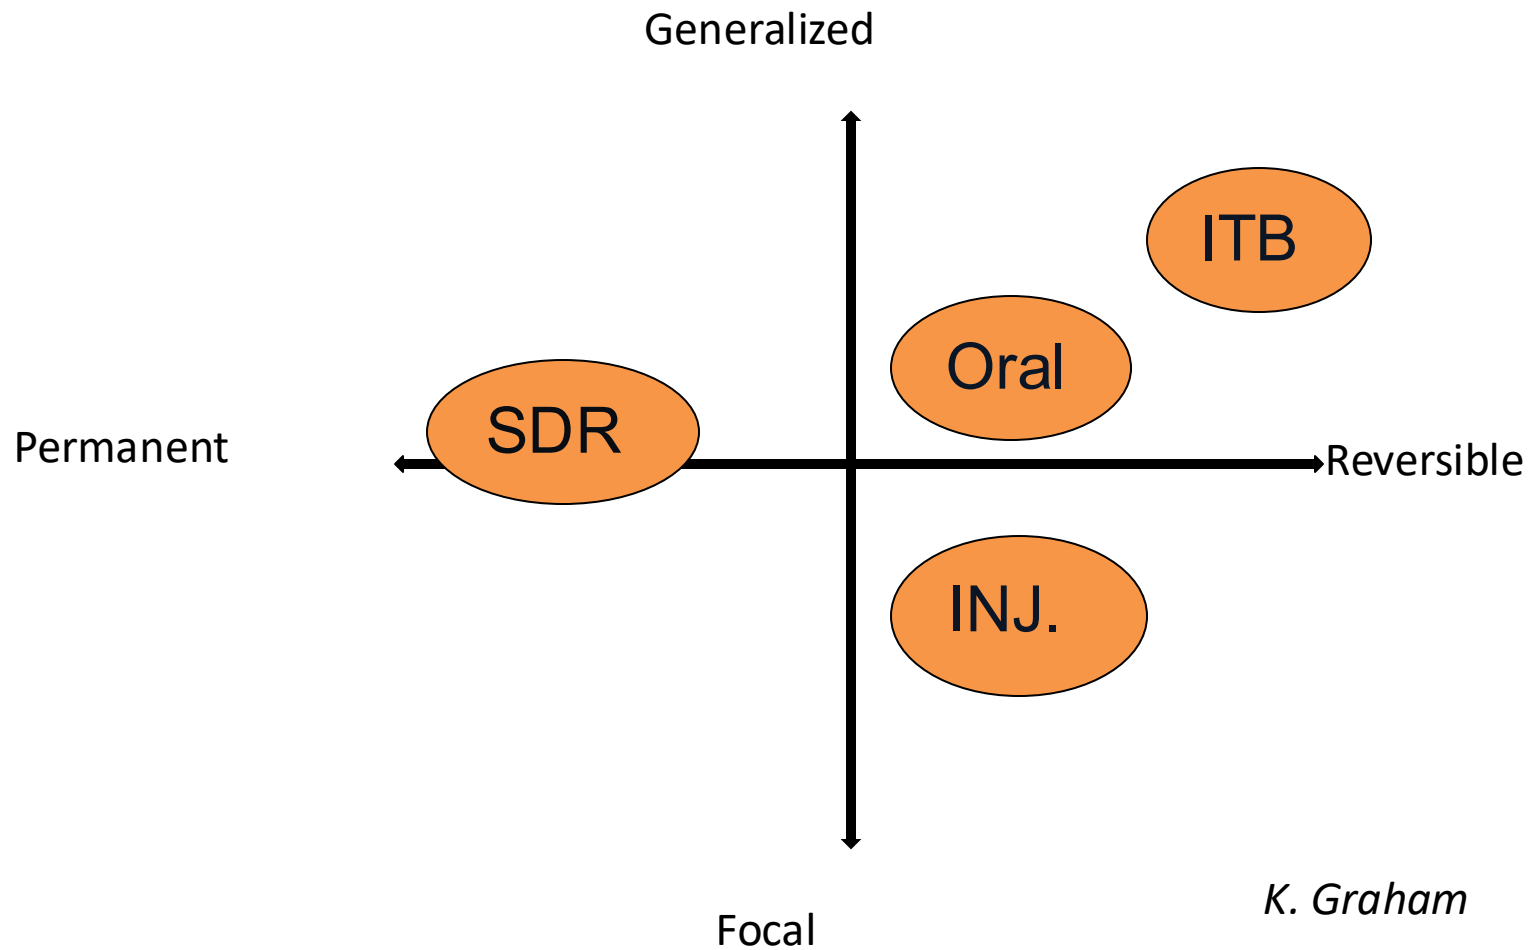 Generalized
ITB
Oral
SDR
Permanent
Reversible
INJ.
K. Graham
Focal